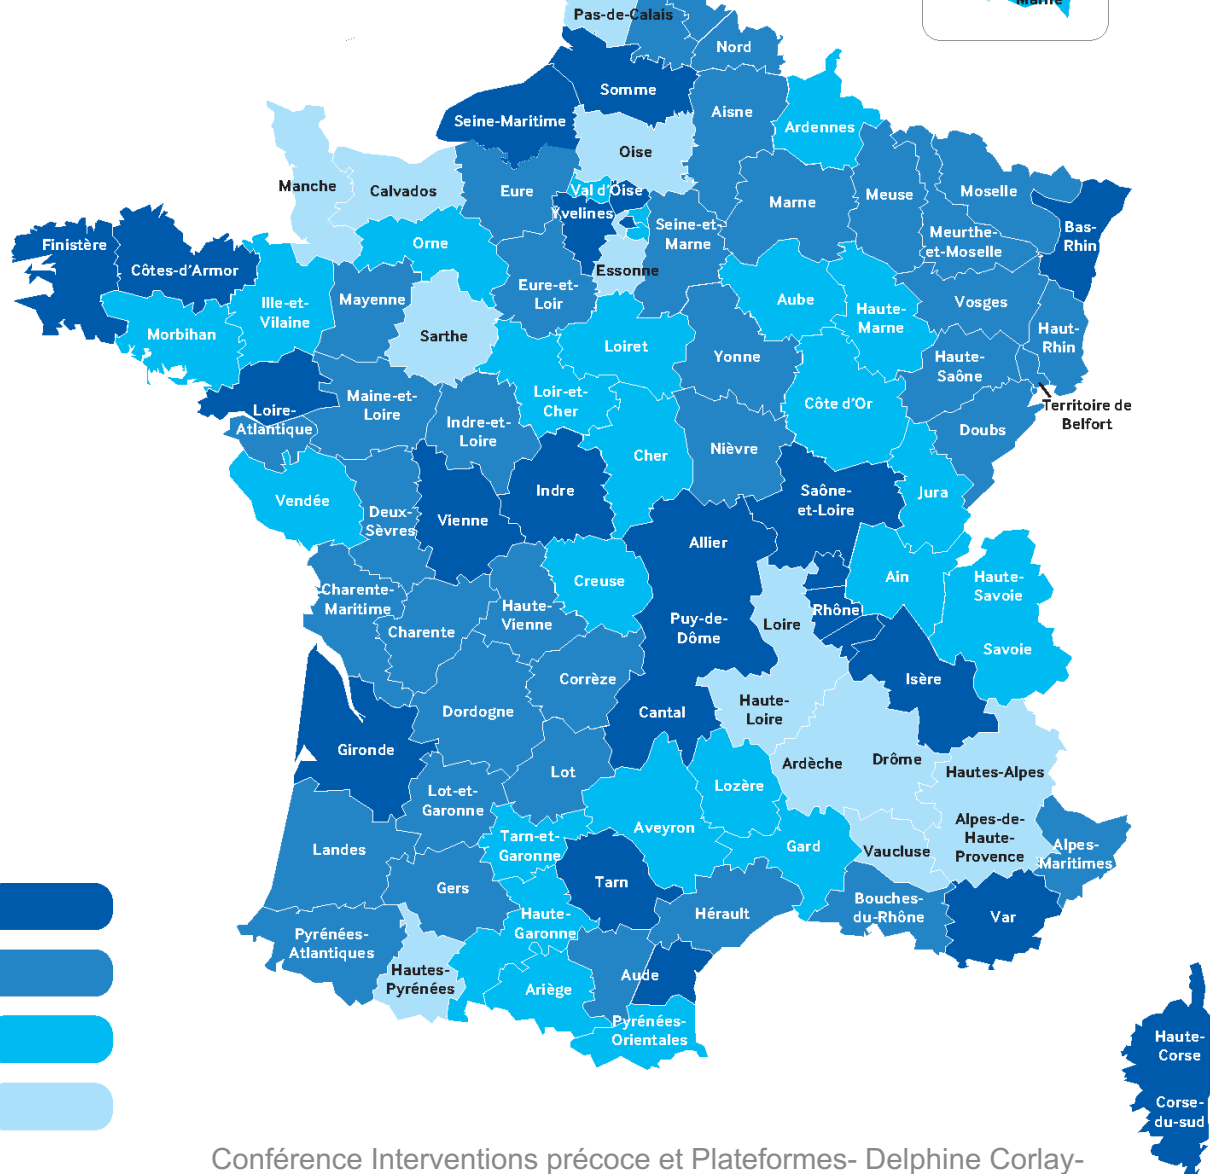 Marne
Pas-de-Calais
Nord
Somme
Aisne
Seine-Maritime
Ardennes
Oise
Manche
Calvados
Eure
Val d'Oise
Marne
Meuse
Moselle
Yvelines
Seine-et-
Marne
Meurthe-
et-Moselle
Bas-
Rhin
Finistère
Côtes-d'Armor
Orne
Essonne
Ille-et-
Vilaine
Mayenne
Eure-et-
Loir
Aube
Haute-
Marne
Vosges
Morbihan
Sarthe
Loiret
Yonne
Haut-
Rhin
Haute-
Saône
Loire-
Atlantique
Maine-et-
Loire
Indre-et-
Loire
Loir-et-
Cher
Côte d'Or
Territoire de
Belfort
Doubs
Cher
Nièvre
Vendée
Deux-
Sèvres
Vienne
Indre
Saône-
et-Loire
Jura
Allier
Creuse
Ain
Haute-
Savoie
Charente-
Maritime
Charente
Haute-
Vienne
Puy-de-
Dôme
Loire
Rhône
Savoie
Corrèze
Isère
Dordogne
Cantal
Haute-
Loire
Gironde
Lot
Ardèche
Drôme
Hautes-Alpes
Lot-et-
Garonne
Lozère
Landes
Tarn-et-
Garonne
Aveyron
Gard
Vaucluse
Alpes-de-
Haute-
Provence
Alpes-
Maritimes
Gers
Tarn
Haute-
Garonne
Hérault
Bouches-
du-Rhône
Var
Pyrénées-
Atlantiques
Hautes-
Pyrénées
Ariège
Aude
Pyrénées-
Orientales
Haute-
Corse
Corse-
du-sud
Conférence Interventions précoce et Plateformes- Delphine Corlay-